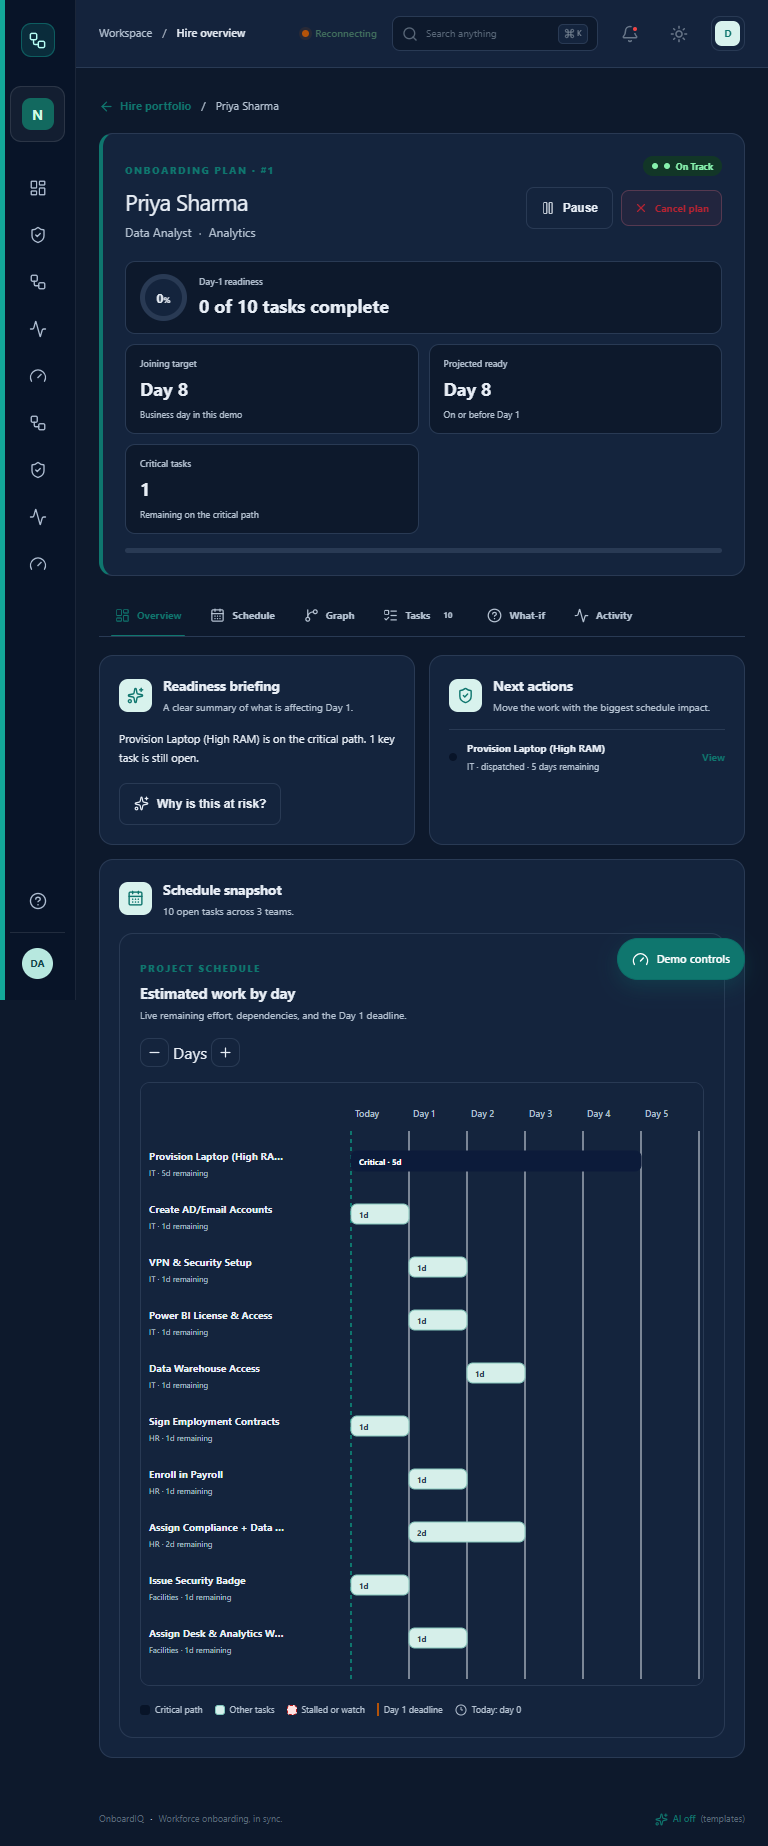 Workspace / Hire overview
Reconnecting
Search anything
⌘ K
D
N
Hire portfolio / Priya Sharma
ONBOARDING PLAN · #1
On Track
Priya Sharma
Pause
Cancel plan
Data Analyst · Analytics
0%
Day-1 readiness
0 of 10 tasks complete
Joining target
Day 8
Business day in this demo
Projected ready
Day 8
On or before Day 1
Critical tasks
1
Remaining on the critical path
Overview
Schedule
Graph
Tasks 10
What-if
Activity
Readiness briefing
A clear summary of what is affecting Day 1.
Provision Laptop (High RAM) is on the critical path. 1 key
task is still open.
Why is this at risk?
Next actions
Move the work with the biggest schedule impact.
Provision Laptop (High RAM)
IT · dispatched · 5 days remaining
View
Schedule snapshot
10 open tasks across 3 teams.
DA
Demo controls
PROJECT SCHEDULE
Estimated work by day
Live remaining effort, dependencies, and the Day 1 deadline.
− Days +
Today Day 1 Day 2 Day 3 Day 4 Day 5
Provision Laptop (High RA...
IT · 5d remaining
Critical · 5d
Create AD/Email Accounts
IT · 1d remaining
1d
VPN & Security Setup
IT · 1d remaining
1d
Power BI License & Access
IT · 1d remaining
1d
Data Warehouse Access
IT · 1d remaining
1d
Sign Employment Contracts
HR · 1d remaining
1d
Enroll in Payroll
HR · 1d remaining
1d
Assign Compliance + Data ...
HR · 2d remaining
2d
Issue Security Badge
Facilities · 1d remaining
1d
Assign Desk & Analytics W...
Facilities · 1d remaining
1d
Critical path
Other tasks
Stalled or watch
Day 1 deadline
Today: day 0
OnboardIQ · Workforce onboarding, in sync.
AI off (templates)